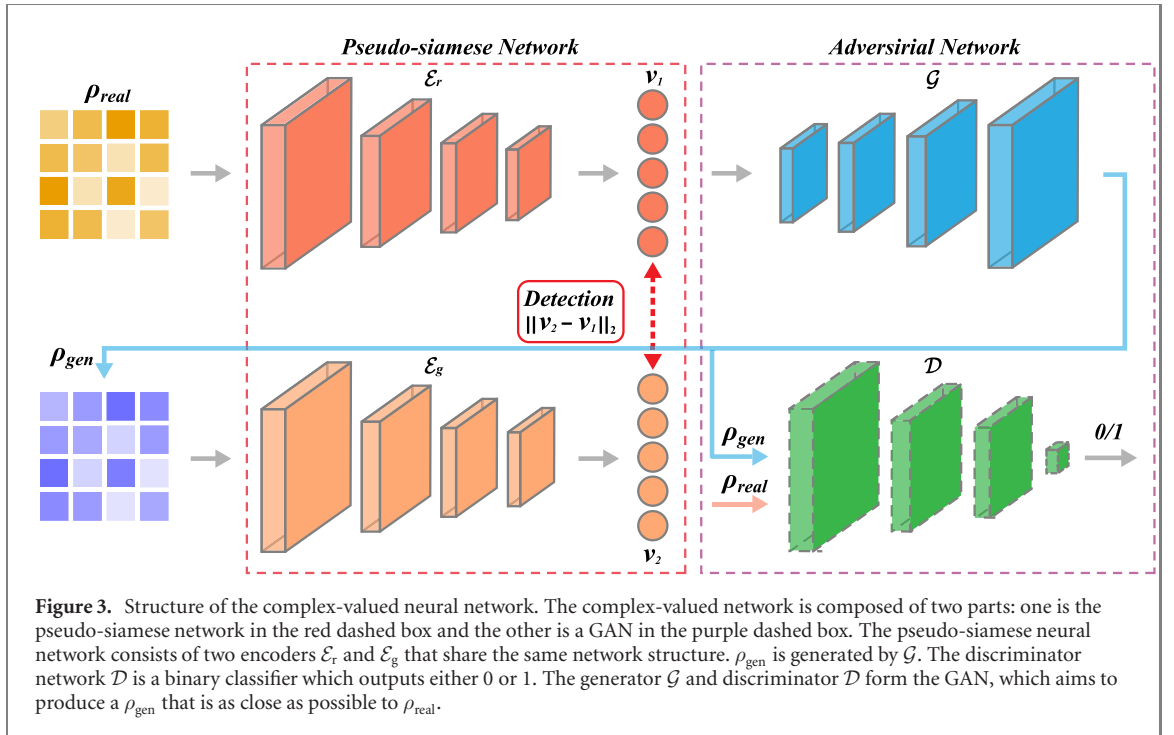 Pseudo-siamese Network
Adversirial Network
ρreal
ℰr
v1
𝒢
Detection
||v2 − v1||2
ρgen
ℰg
𝒟
ρgen
ρreal
0/1
v2
Figure 3. Structure of the complex-valued neural network. The complex-valued network is composed of two parts: one is the
pseudo-siamese network in the red dashed box and the other is a GAN in the purple dashed box. The pseudo-siamese neural
network consists of two encoders ℰr and ℰg that share the same network structure. ρgen is generated by 𝒢. The discriminator
network 𝒟 is a binary classifier which outputs either 0 or 1. The generator 𝒢 and discriminator 𝒟 form the GAN, which aims to
produce a ρgen that is as close as possible to ρreal.